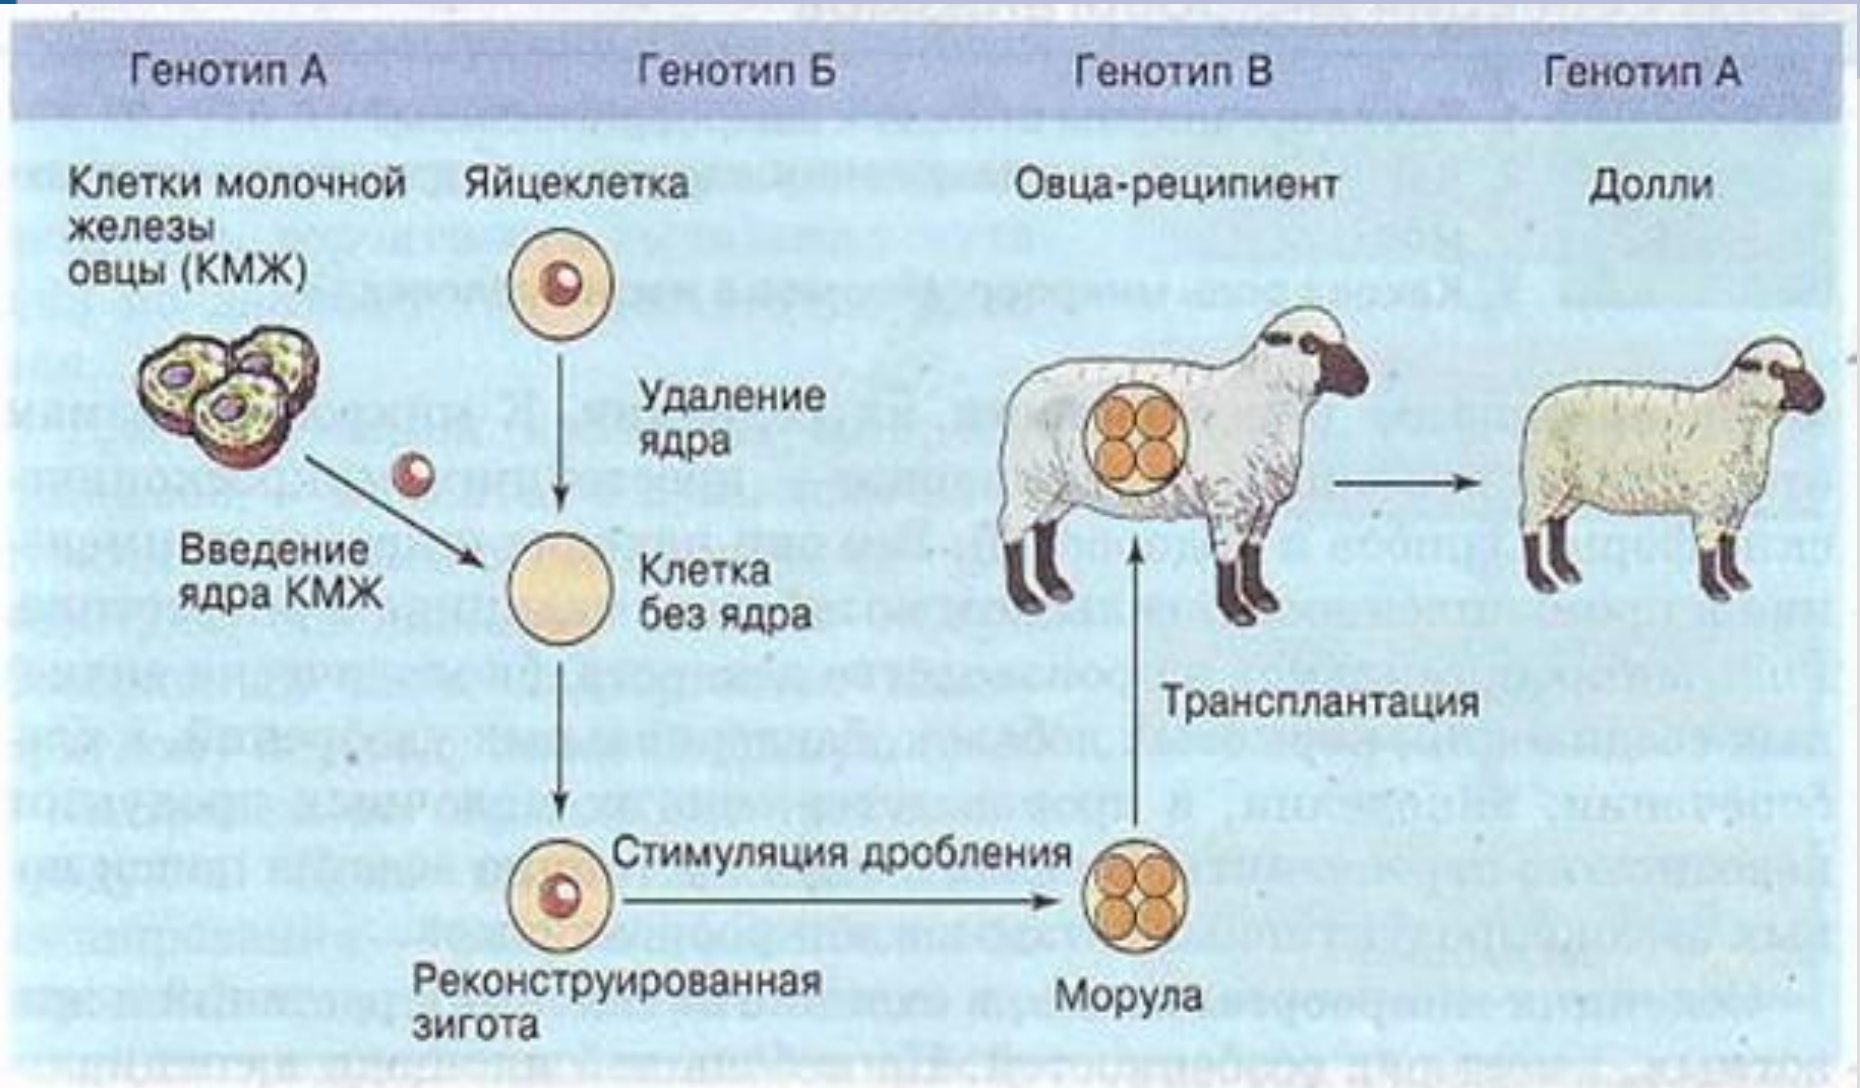 Генотип А
Генотип Б
Генотип В
Генотип А
Клетки молочной
железы
овцы (КМЖ)
Яйцеклетка
Овца-реципиент
Долли
Удаление
ядра
Введение
ядра КМЖ
Клетка
без ядра
Трансплантация
Стимуляция дробления
Реконструированная
зигота
Морула